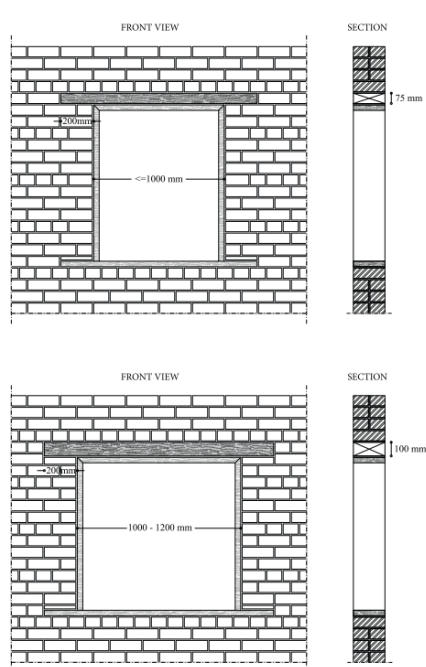 FRONT VIEW
SECTION
75 mm
200mm
<=1000 mm
FRONT VIEW
SECTION
100 mm
200mm
1000 - 1200 mm